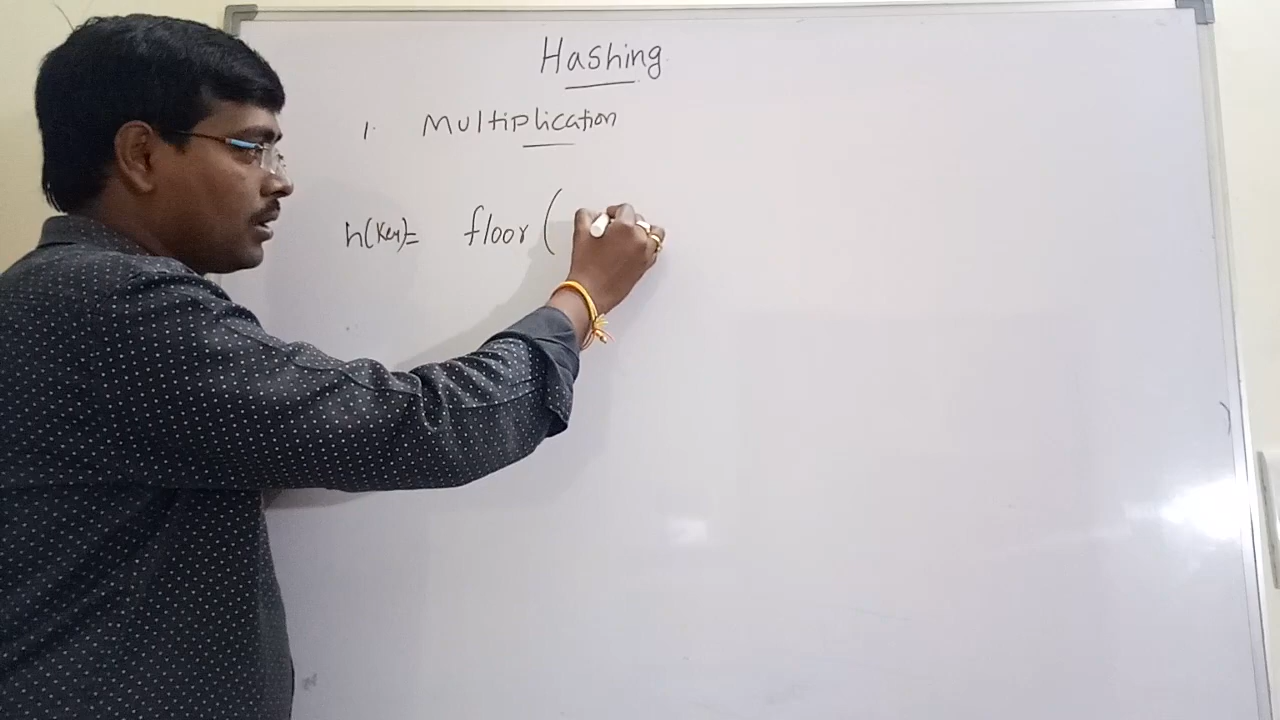 Hashing
1. Multiplication
h(Key)= floor (